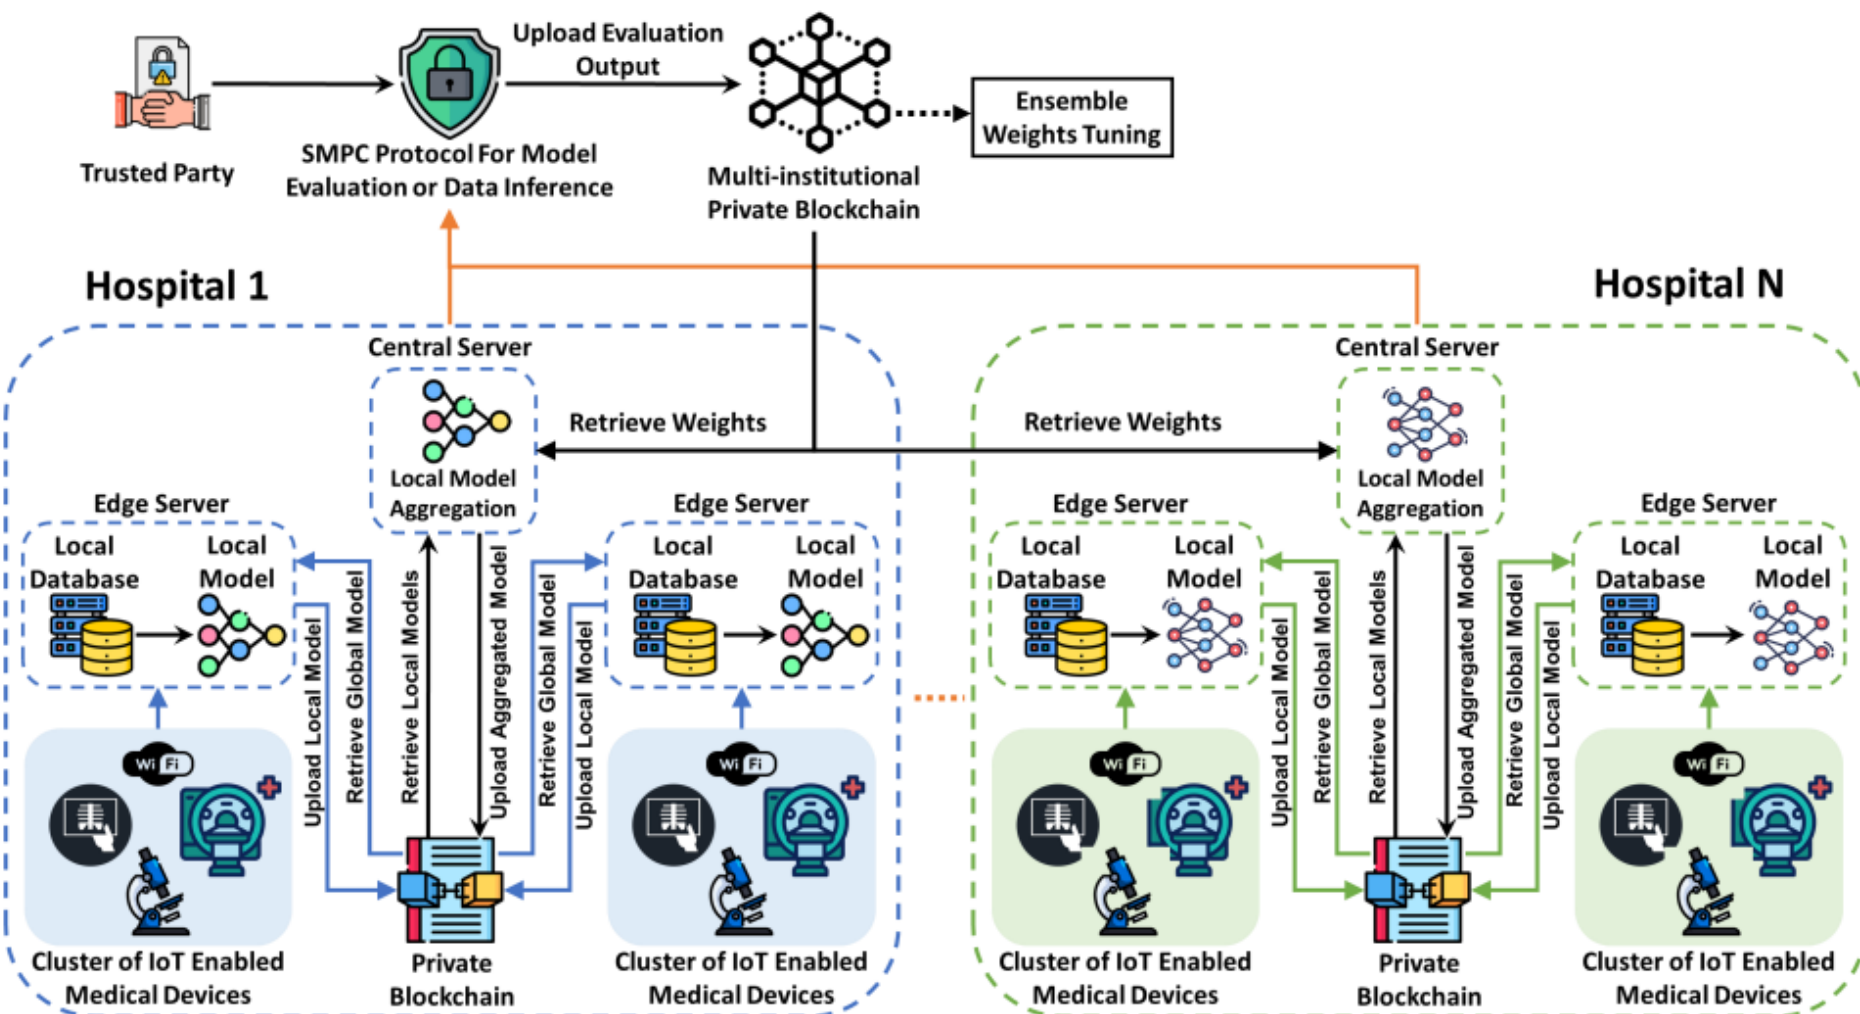 Upload Evaluation
Output
Trusted Party
SMPC Protocol For Model
Evaluation or Data Inference
Multi-institutional
Private Blockchain
Ensemble
Weights Tuning
Hospital 1
Central Server
Local Model
Aggregation
Retrieve Weights
Edge Server
Local
Database
Local
Model
Edge Server
Local
Database
Local
Model
Upload Local Model
Retrieve Global Model
Retrieve Local Models
Upload Aggregated Model
Retrieve Global Model
Upload Local Model
Wi Fi
Wi Fi
Cluster of IoT Enabled
Medical Devices
Private
Blockchain
Cluster of IoT Enabled
Medical Devices
Hospital N
Central Server
Local Model
Aggregation
Retrieve Weights
Edge Server
Local
Database
Local
Model
Edge Server
Local
Database
Local
Model
Upload Local Model
Retrieve Global Model
Retrieve Local Models
Upload Aggregated Model
Retrieve Global Model
Upload Local Model
Wi Fi
Wi Fi
Cluster of IoT Enabled
Medical Devices
Private
Blockchain
Cluster of IoT Enabled
Medical Devices